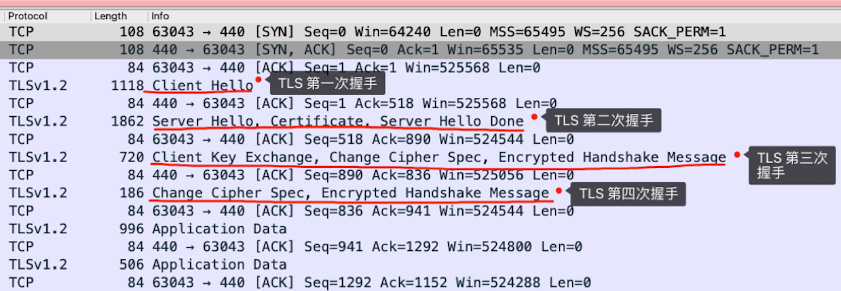 Protocol Length Info
TCP 108 63043 → 440 [SYN] Seq=0 Win=64240 Len=0 MSS=65495 WS=256 SACK_PERM=1
TCP 108 440 → 63043 [SYN, ACK] Seq=0 Ack=1 Win=65535 Len=0 MSS=65495 WS=256 SACK_PERM=1
TCP 84 63043 → 440 [ACK] Seq=1 Ack=1 Win=525568 Len=0
TLSv1.2 1118 Client Hello TLS 第一次握手
TCP 84 440 → 63043 [ACK] Seq=1 Ack=518 Win=525568 Len=0
TLSv1.2 1862 Server Hello, Certificate, Server Hello Done TLS 第二次握手
TCP 84 63043 → 440 [ACK] Seq=518 Ack=890 Win=524544 Len=0
TLSv1.2 720 Client Key Exchange, Change Cipher Spec, Encrypted Handshake Message TLS 第三次
握手
TCP 84 440 → 63043 [ACK] Seq=890 Ack=836 Win=525056 Len=0
TLSv1.2 186 Change Cipher Spec, Encrypted Handshake Message TLS 第四次握手
TCP 84 63043 → 440 [ACK] Seq=836 Ack=941 Win=524544 Len=0
TLSv1.2 996 Application Data
TCP 84 440 → 63043 [ACK] Seq=941 Ack=1292 Win=524800 Len=0
TLSv1.2 506 Application Data
TCP 84 63043 → 440 [ACK] Seq=1292 Ack=1152 Win=524288 Len=0